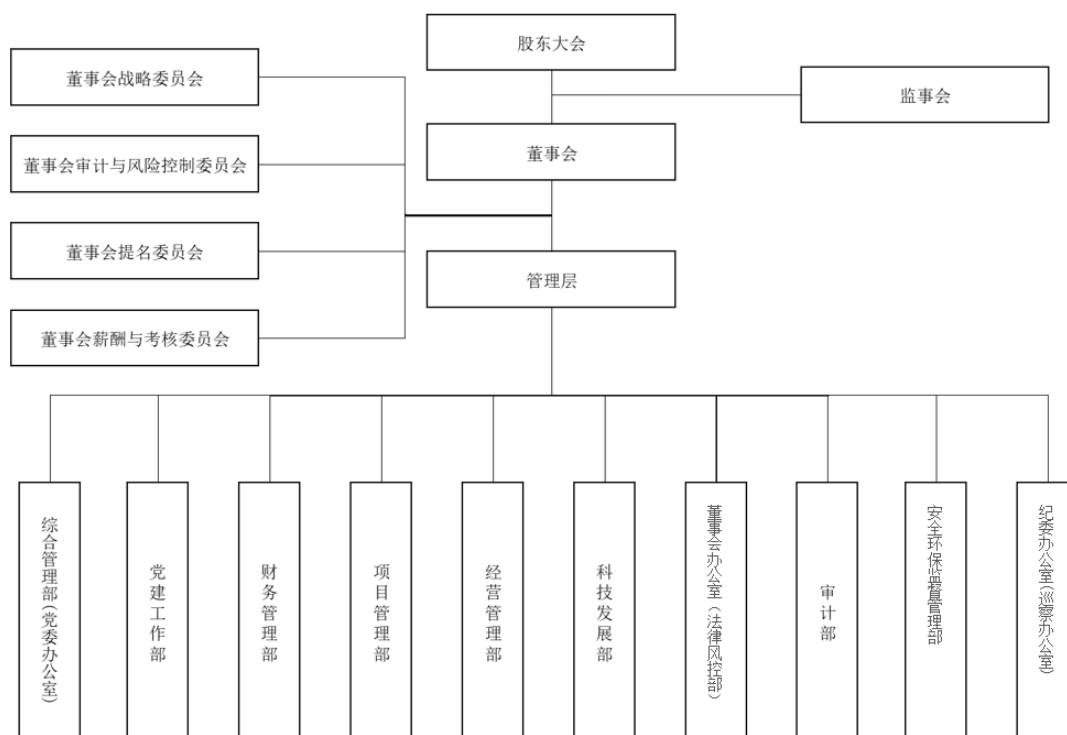 股东大会
董事会战略委员会
监事会
董事会
董事会审计与风险控制委员会
董事会提名委员会
管理层
董事会薪酬与考核委员会
综合管理部(党委办公室)
党建工作部
财务管理部
项目管理部
经营管理部
科技发展部
董事会办公室(法律风控部)
审计部
安全环保监督管理部
纪委办公室(巡察办公室)